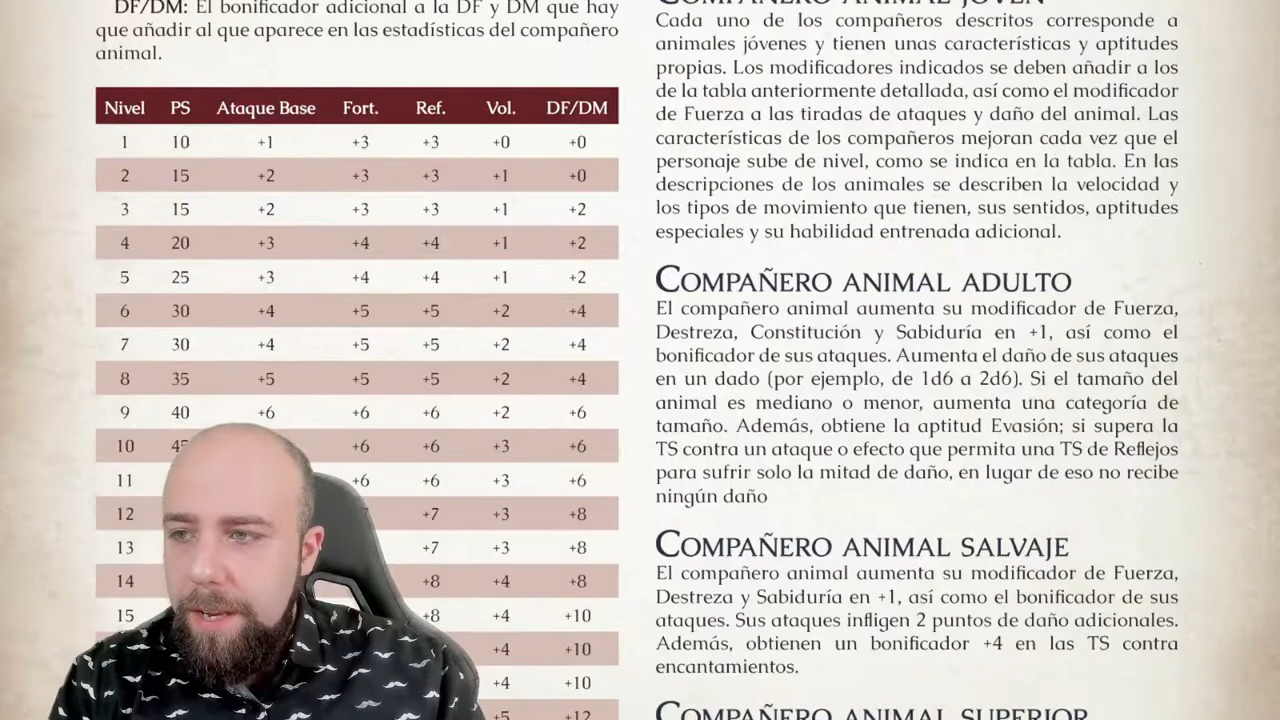 DF/DM: El bonificador adicional a la DF y DM que hay
que añadir al que aparece en las estadísticas del compañero
animal.
Nivel PS Ataque Base Fort. Ref. Vol. DF/DM
1 10 +1 +3 +3 +0 +0
2 15 +2 +3 +3 +1 +0
3 15 +2 +3 +3 +1 +2
4 20 +3 +4 +4 +1 +2
5 25 +3 +4 +4 +1 +2
6 30 +4 +5 +5 +2 +4
7 30 +4 +5 +5 +2 +4
8 35 +5 +5 +5 +2 +4
9 40 +6 +6 +6 +2 +6
10 45 +6 +6 +3 +6
11 +6 +6 +3 +6
12 +7 +3 +8
13 +7 +3 +8
14 +8 +4 +8
15 +8 +4 +10
+4 +10
+4 +10
+5 +12
COMPAÑERO ANIMAL JOVEN
Cada uno de los compañeros descritos corresponde a
animales jóvenes y tienen unas características y aptitudes
propias. Los modificadores indicados se deben añadir a los
de la tabla anteriormente detallada, así como el modificador
de Fuerza a las tiradas de ataques y daño del animal. Las
características de los compañeros mejoran cada vez que el
personaje sube de nivel, como se indica en la tabla. En las
descripciones de los animales se describen la velocidad y
los tipos de movimiento que tienen, sus sentidos, aptitudes
especiales y su habilidad entrenada adicional.
COMPAÑERO ANIMAL ADULTO
El compañero animal aumenta su modificador de Fuerza,
Destreza, Constitución y Sabiduría en +1, así como el
bonificador de sus ataques. Aumenta el daño de sus ataques
en un dado (por ejemplo, de 1d6 a 2d6). Si el tamaño del
animal es mediano o menor, aumenta una categoría de
tamaño. Además, obtiene la aptitud Evasión; si supera la
TS contra un ataque o efecto que permita una TS de Reflejos
para sufrir solo la mitad de daño, en lugar de eso no recibe
ningún daño
COMPAÑERO ANIMAL SALVAJE
El compañero animal aumenta su modificador de Fuerza,
Destreza y Sabiduría en +1, así como el bonificador de sus
ataques. Sus ataques infligen 2 puntos de daño adicionales.
Además, obtienen un bonificador +4 en las TS contra
encantamientos.
COMPAÑERO ANIMAL SUPERIOR